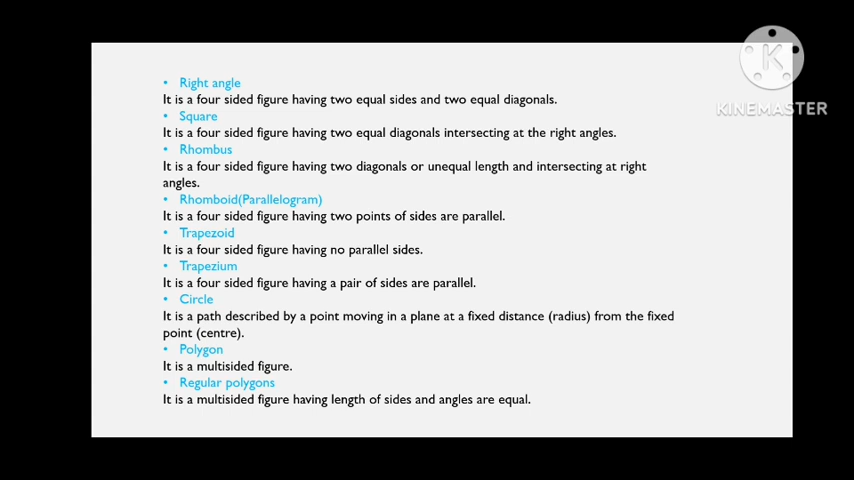 • Right angle
It is a four sided figure having two equal sides and two equal diagonals.
• Square
It is a four sided figure having two equal diagonals intersecting at the right angles.
• Rhombus
It is a four sided figure having two diagonals or unequal length and intersecting at right
angles.
• Rhomboid(Parallelogram)
It is a four sided figure having two points of sides are parallel.
• Trapezoid
It is a four sided figure having no parallel sides.
• Trapezium
It is a four sided figure having a pair of sides are parallel.
• Circle
It is a path described by a point moving in a plane at a fixed distance (radius) from the fixed
point (centre).
• Polygon
It is a multisided figure.
• Regular polygons
It is a multisided figure having length of sides and angles are equal.
K
KINEMASTER